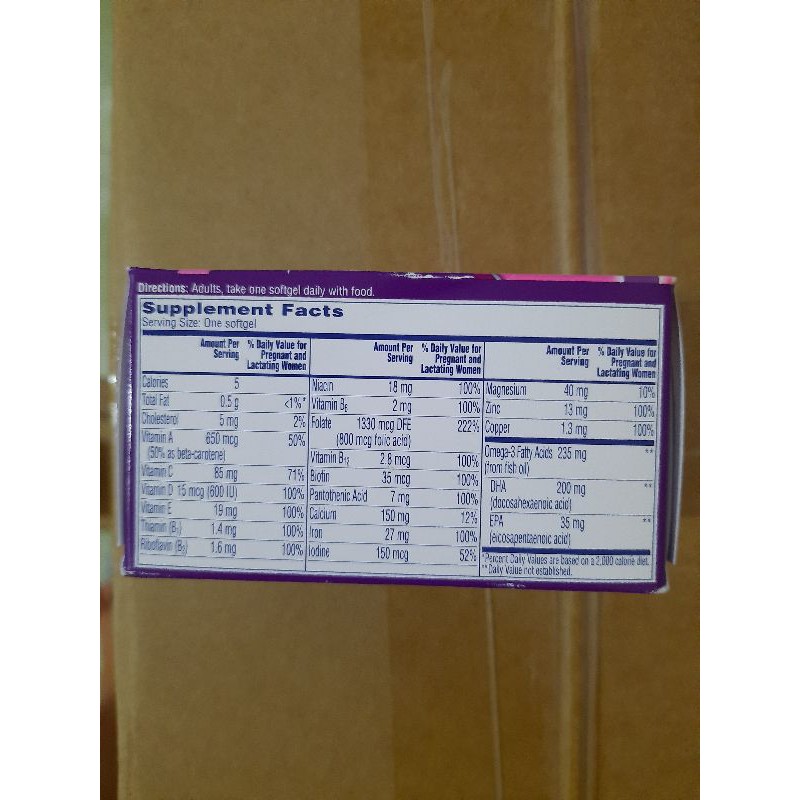 Directions: Adults, take one softgel daily with food.
Supplement Facts
Serving Size: One softgel
Amount Per Serving % Daily Value for Pregnant and Lactating Women
Calories 5
Total Fat 0.5 g <1%*
Cholesterol 5 mg 2%
Vitamin A 650 mcg 50%
(50% as beta-carotene)
Vitamin C 85 mg 71%
Vitamin D 15 mcg (600 IU) 100%
Vitamin E 19 mg 100%
Thiamin (B₁) 1.4 mg 100%
Riboflavin (B₂) 1.6 mg 100%
Amount Per Serving % Daily Value for Pregnant and Lactating Women
Niacin 18 mg 100%
Vitamin B₆ 2 mg 100%
Folate 1330 mcg DFE 222%
(800 mcg folic acid)
Vitamin B₁₂ 2.8 mcg 100%
Biotin 35 mcg 100%
Pantothenic Acid 7 mg 100%
Calcium 150 mg 12%
Iron 27 mg 100%
Iodine 150 mcg 52%
Amount Per Serving % Daily Value for Pregnant and Lactating Women
Magnesium 40 mg 10%
Zinc 13 mg 100%
Copper 1.3 mg 100%
Omega-3 Fatty Acids 235 mg **
(from fish oil)
DHA 200 mg **
(docosahexaenoic acid)
EPA 35 mg **
(eicosapentaenoic acid)
*Percent Daily Values are based on a 2,000 calorie diet.
**Daily Value not established.